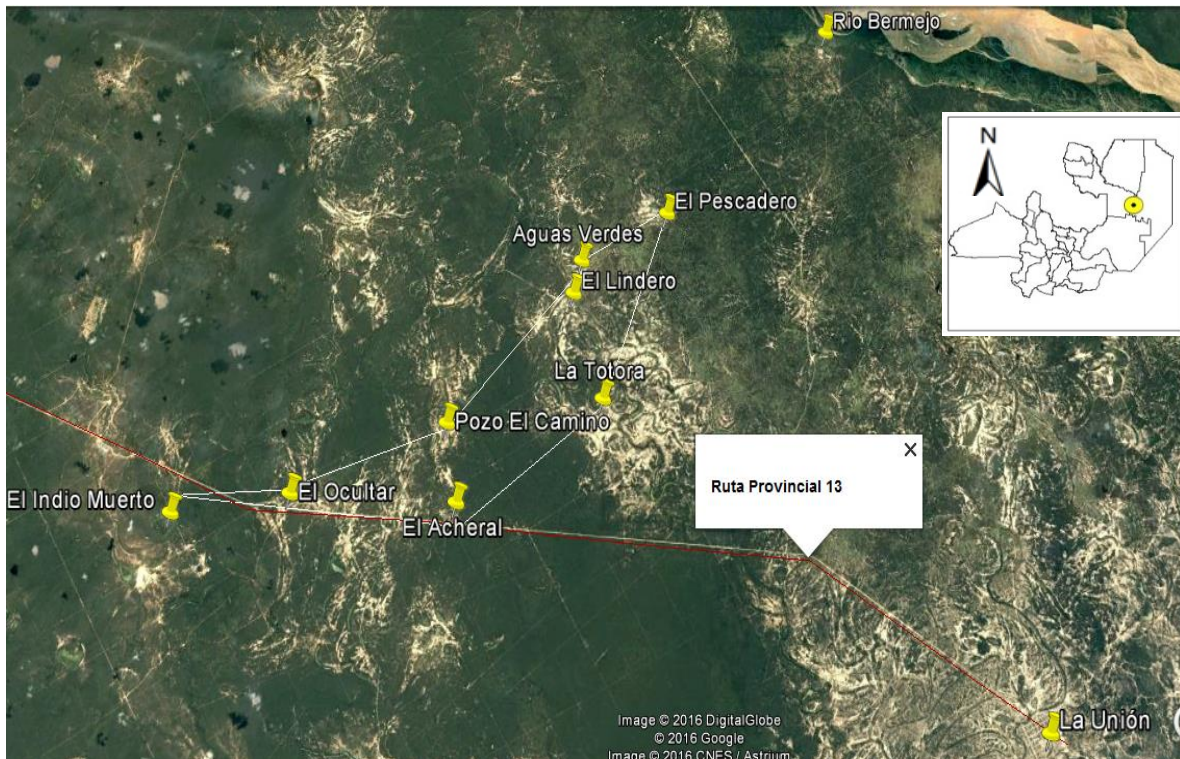 Rio Bermejo
N
El Pescadero
Aguas Verdes
El Lindero
La Totora
Pozo El Camino
X
Ruta Provincial 13
El Ocultar
El Indio Muerto
El Acheral
La Unión
Image © 2016 DigitalGlobe
© 2016 Google
Image © 2016 CNES / Astrium